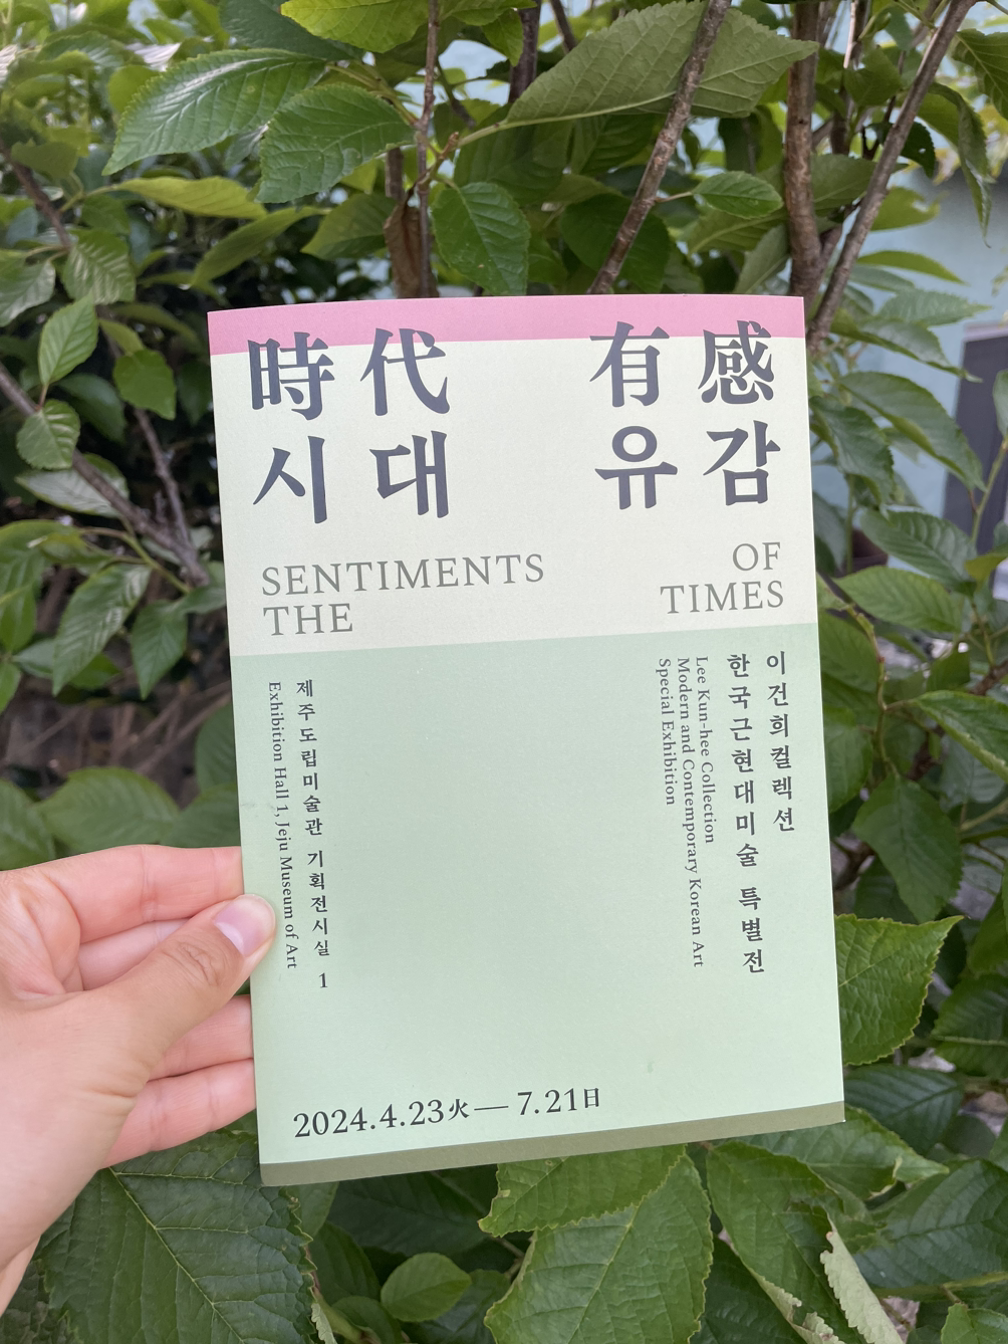 時代 有感
시대 유감
SENTIMENTS OF
THE TIMES
이건희컬렉션
한국근현대미술 특별전
Lee Kun-hee Collection
Modern and Contemporary Korean Art
Special Exhibition
제주도립미술관 기획전시실 1
Exhibition Hall 1, Jeju Museum of Art
2024.4.23火 — 7.21日